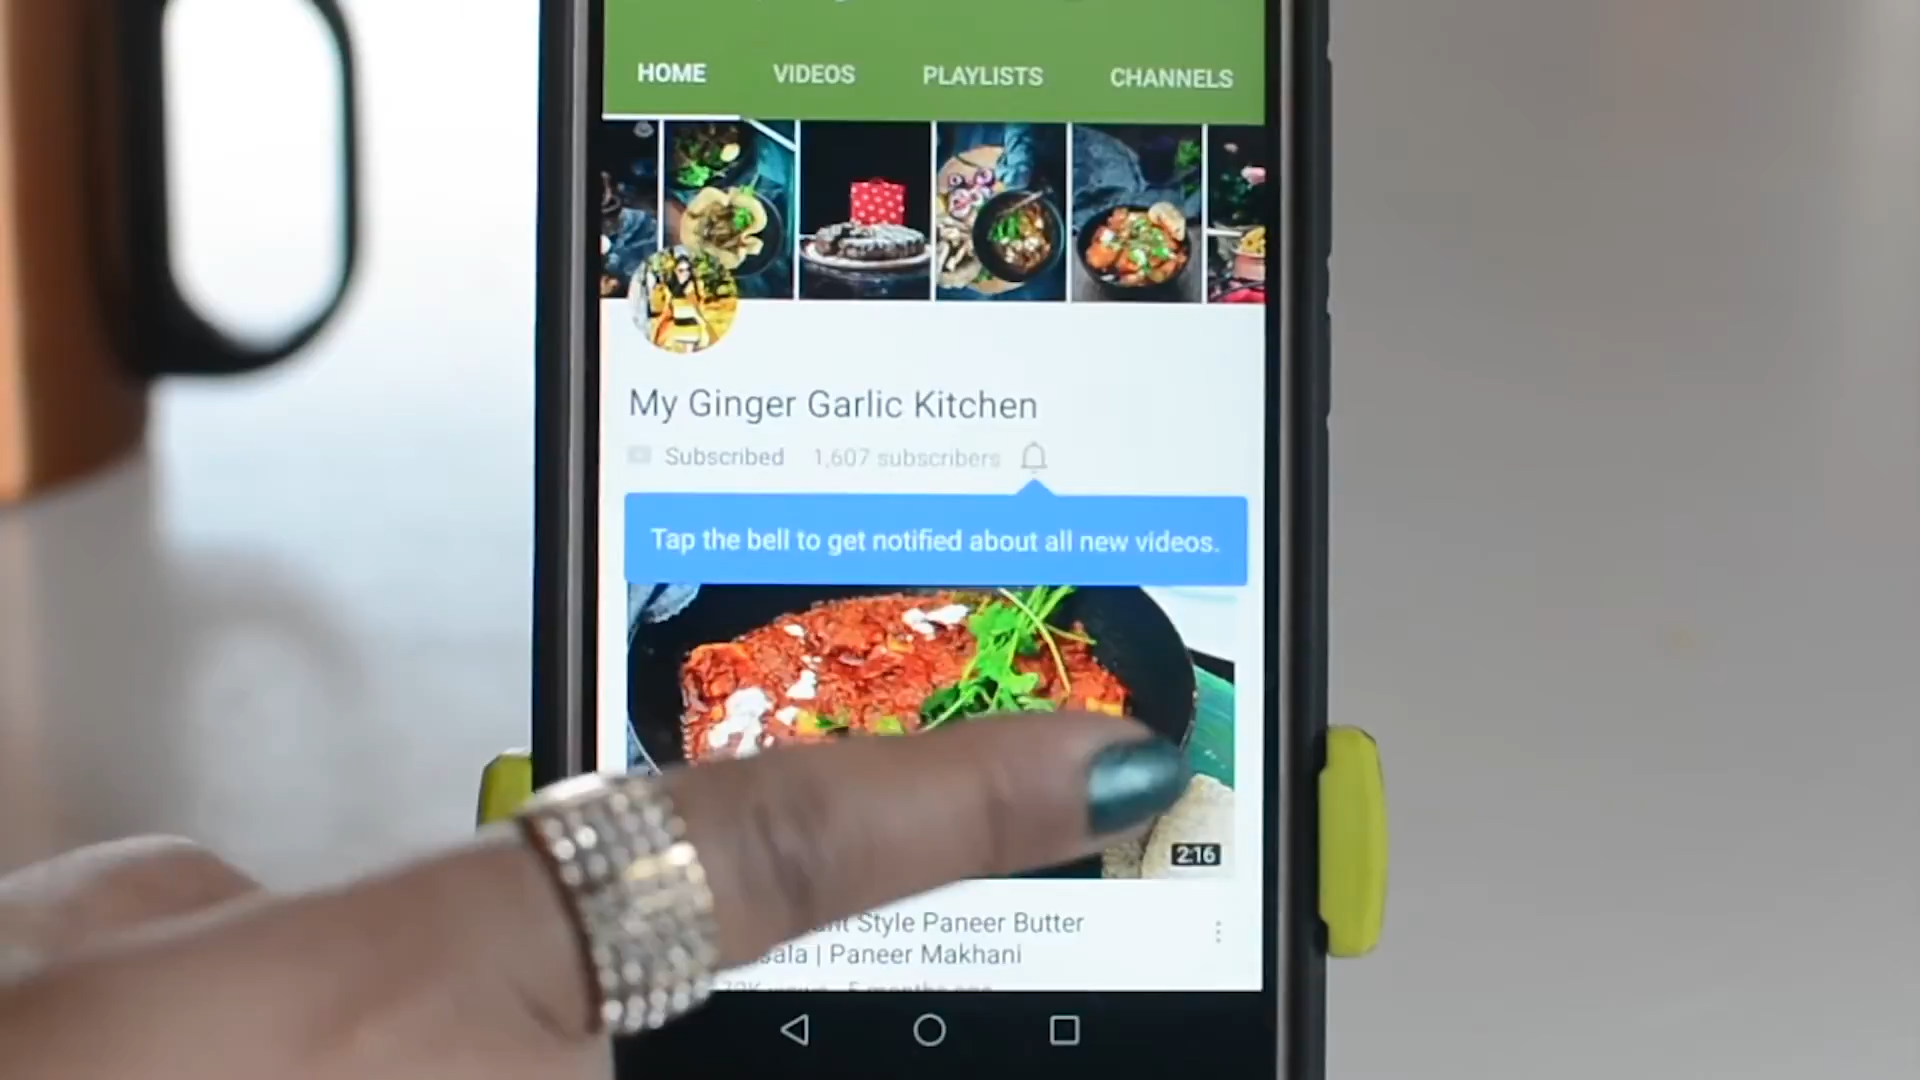 HOME VIDEOS PLAYLISTS CHANNELS
My Ginger Garlic Kitchen
Subscribed 1,607 subscribers
Tap the bell to get notified about all new videos.
2:16
Style Paneer Butter
| Paneer Makhani